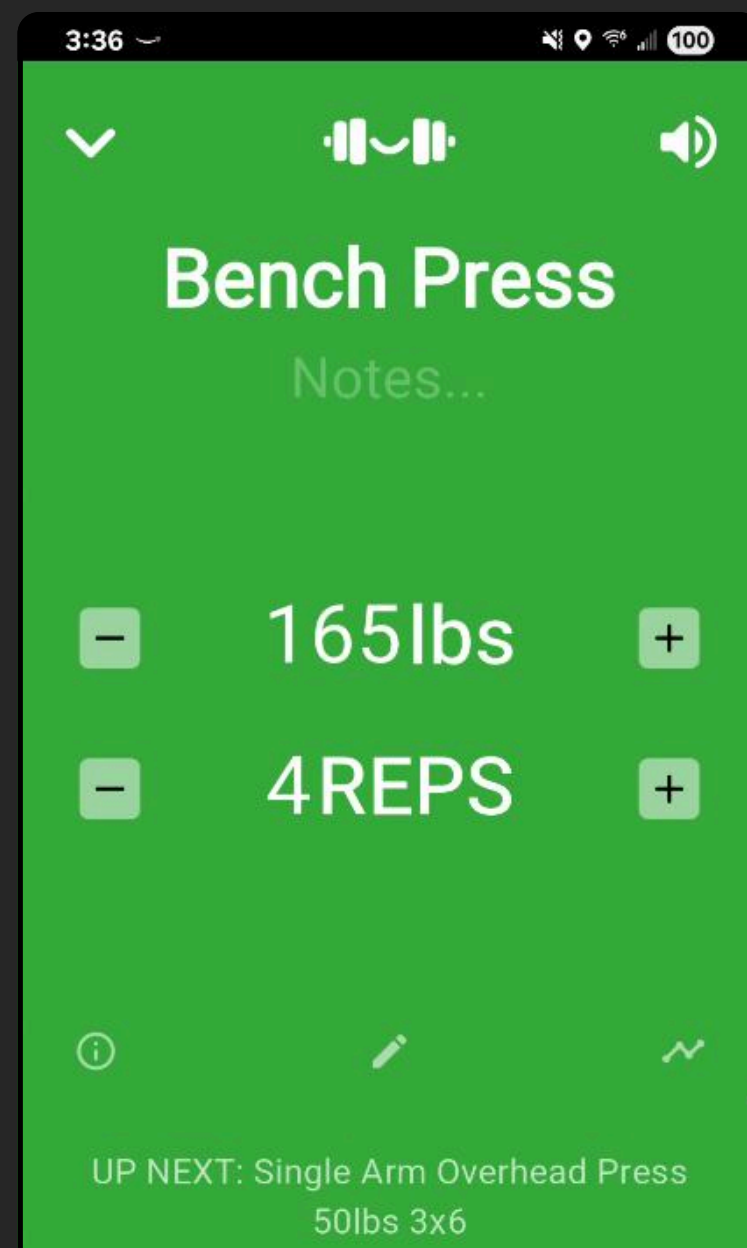 3:36
100
Bench Press
Notes...
165lbs
4REPS
UP NEXT: Single Arm Overhead Press
50lbs 3x6